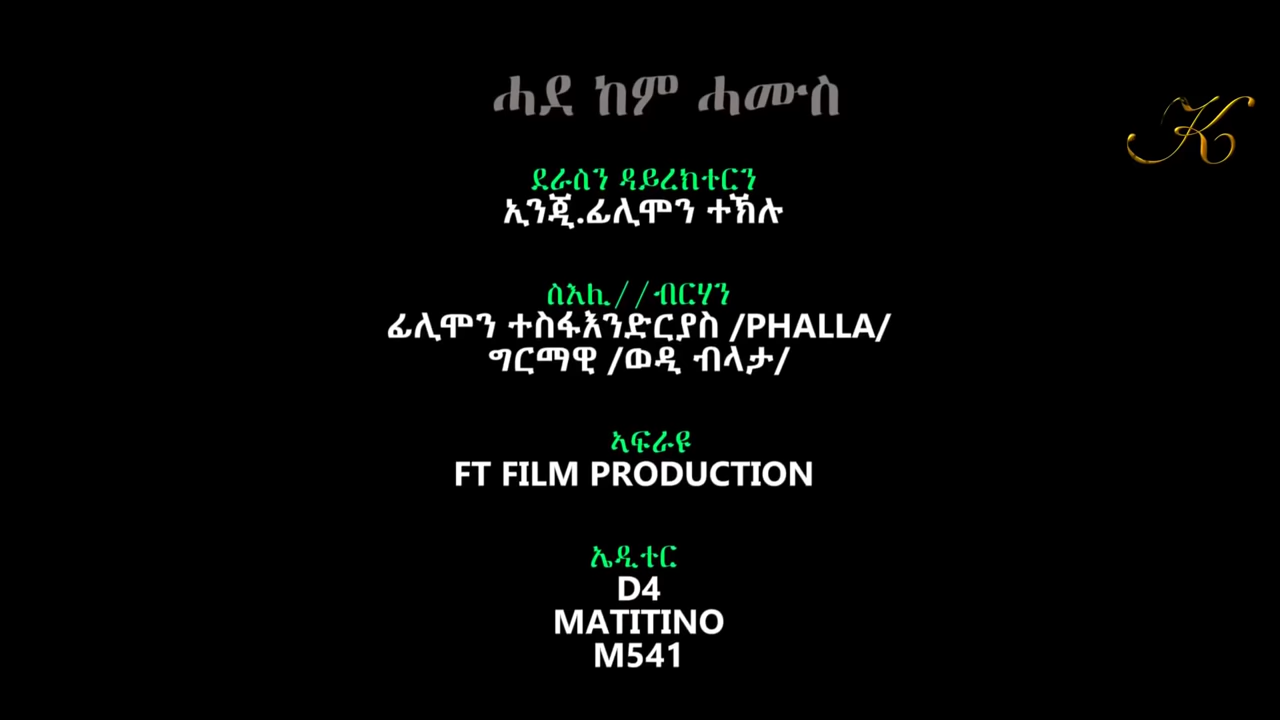 ሓደ ከም ሓሙስ
K
ደራስን ዳይረክተርን
ኢንጂ.ፊሊሞን ተኽሉ
ስእሊ//ብርሃን
ፊሊሞን ተስፋእንድርያስ /PHALLA/
ግርማዊ /ወዲ ብላታ/
ኣፍራዩ
FT FILM PRODUCTION
ኤዲተር
D4
MATITINO
M541